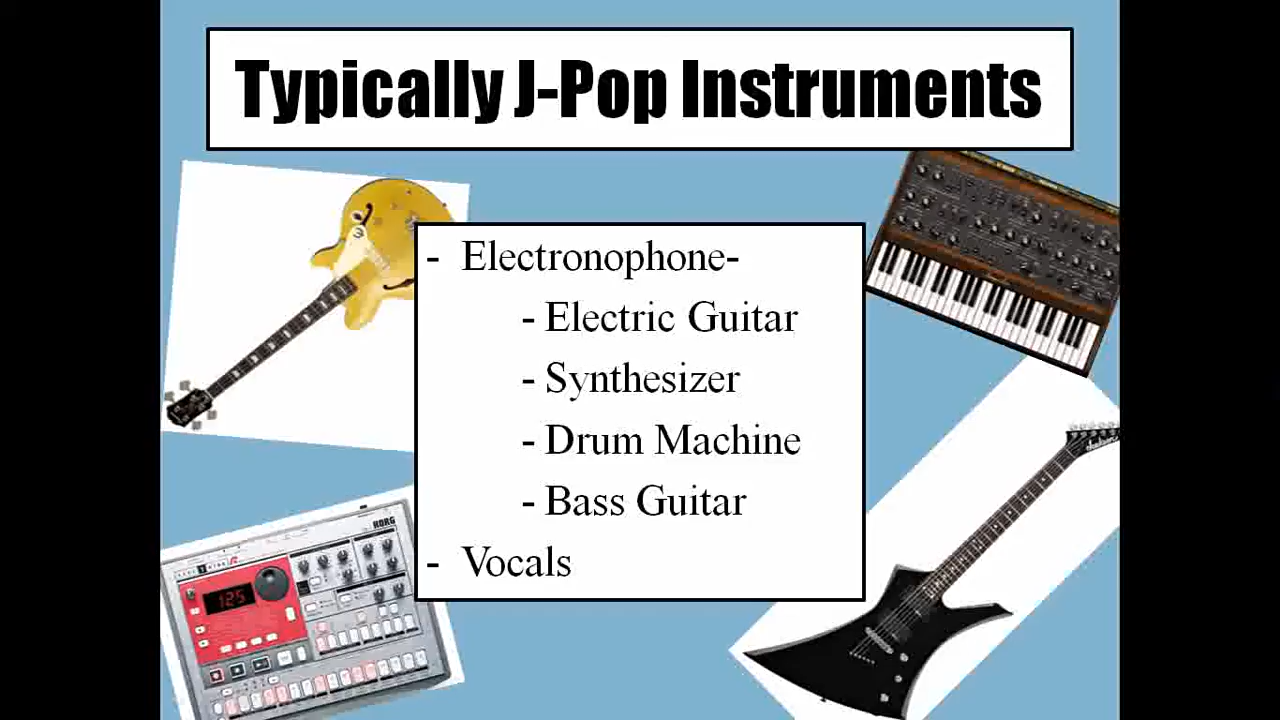 Typically J-Pop Instruments
- Electronophone-
- Electric Guitar
- Synthesizer
- Drum Machine
- Bass Guitar
- Vocals
KORG
125